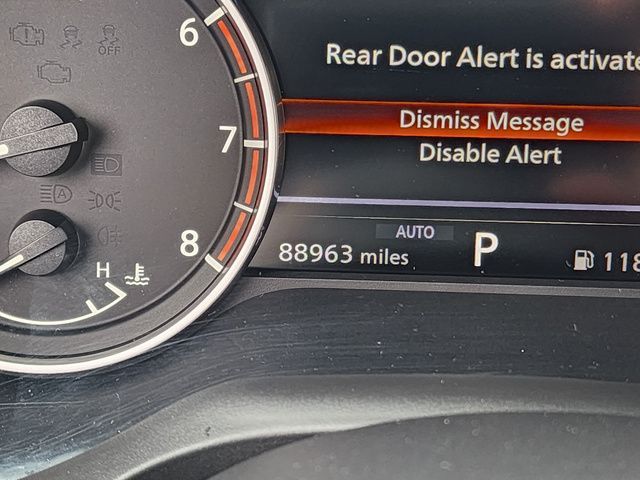 6
7
8
H
OFF
Rear Door Alert is activate
Dismiss Message
Disable Alert
AUTO
88963 miles
P
118